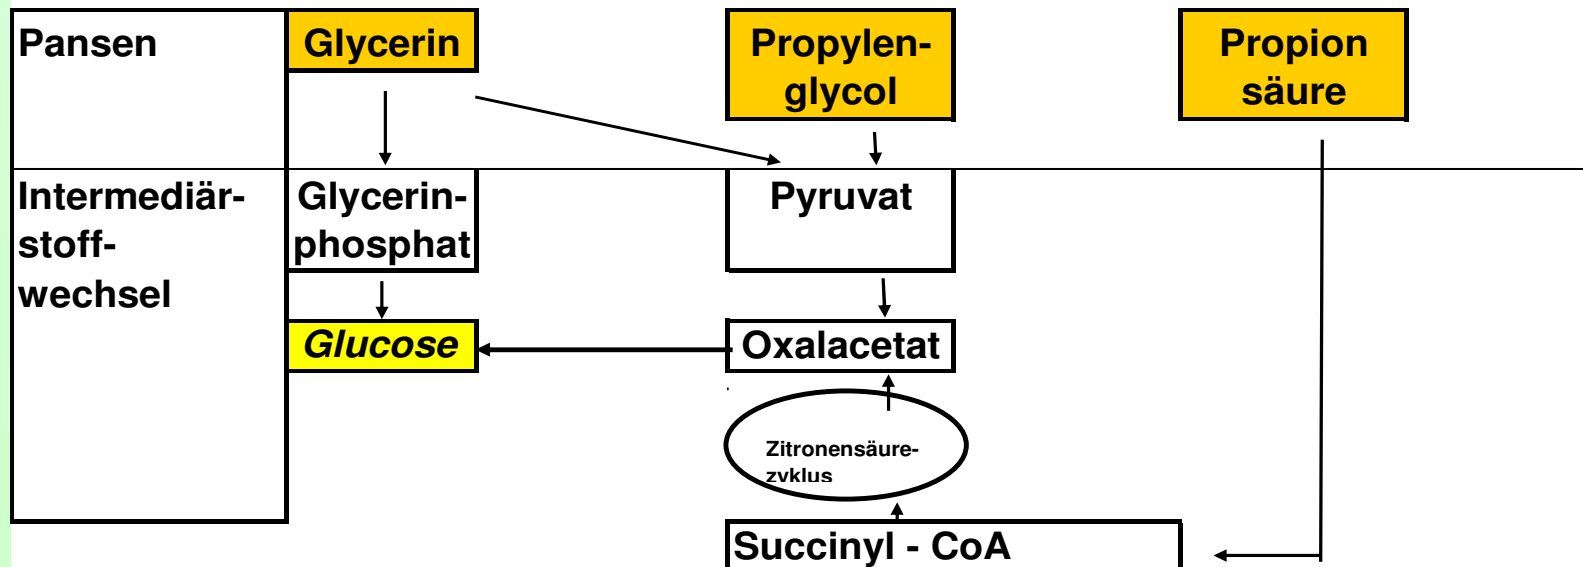 Pansen
Glycerin
Propylen-
glycol
Propion
säure
Intermediär-
stoff-
wechsel
Glycerin-
phosphat
Pyruvat
Glucose
Oxalacetat
Zitronensäure-
zyklus
Succinyl - CoA